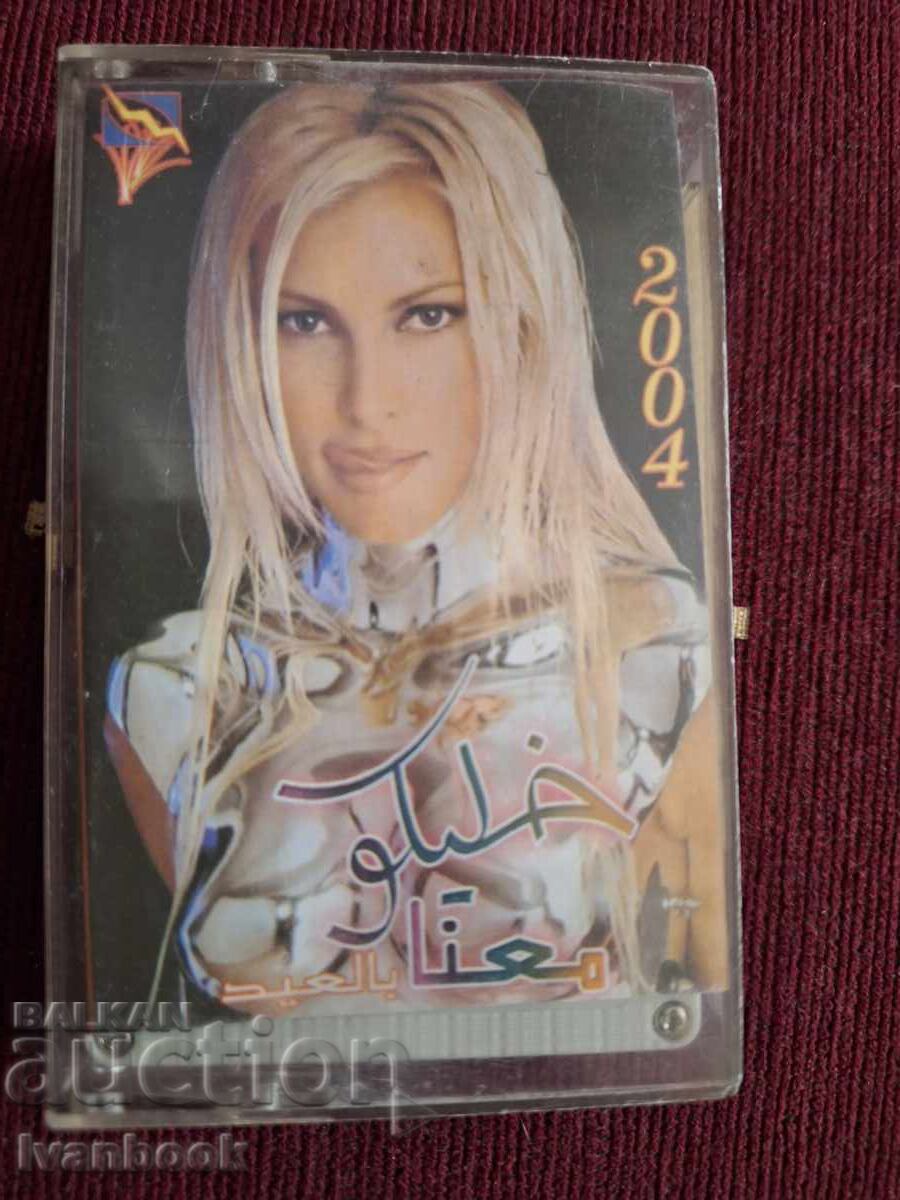 2004
خليكو
معنا بالعيد
BALKAN
auction
Ivanbook